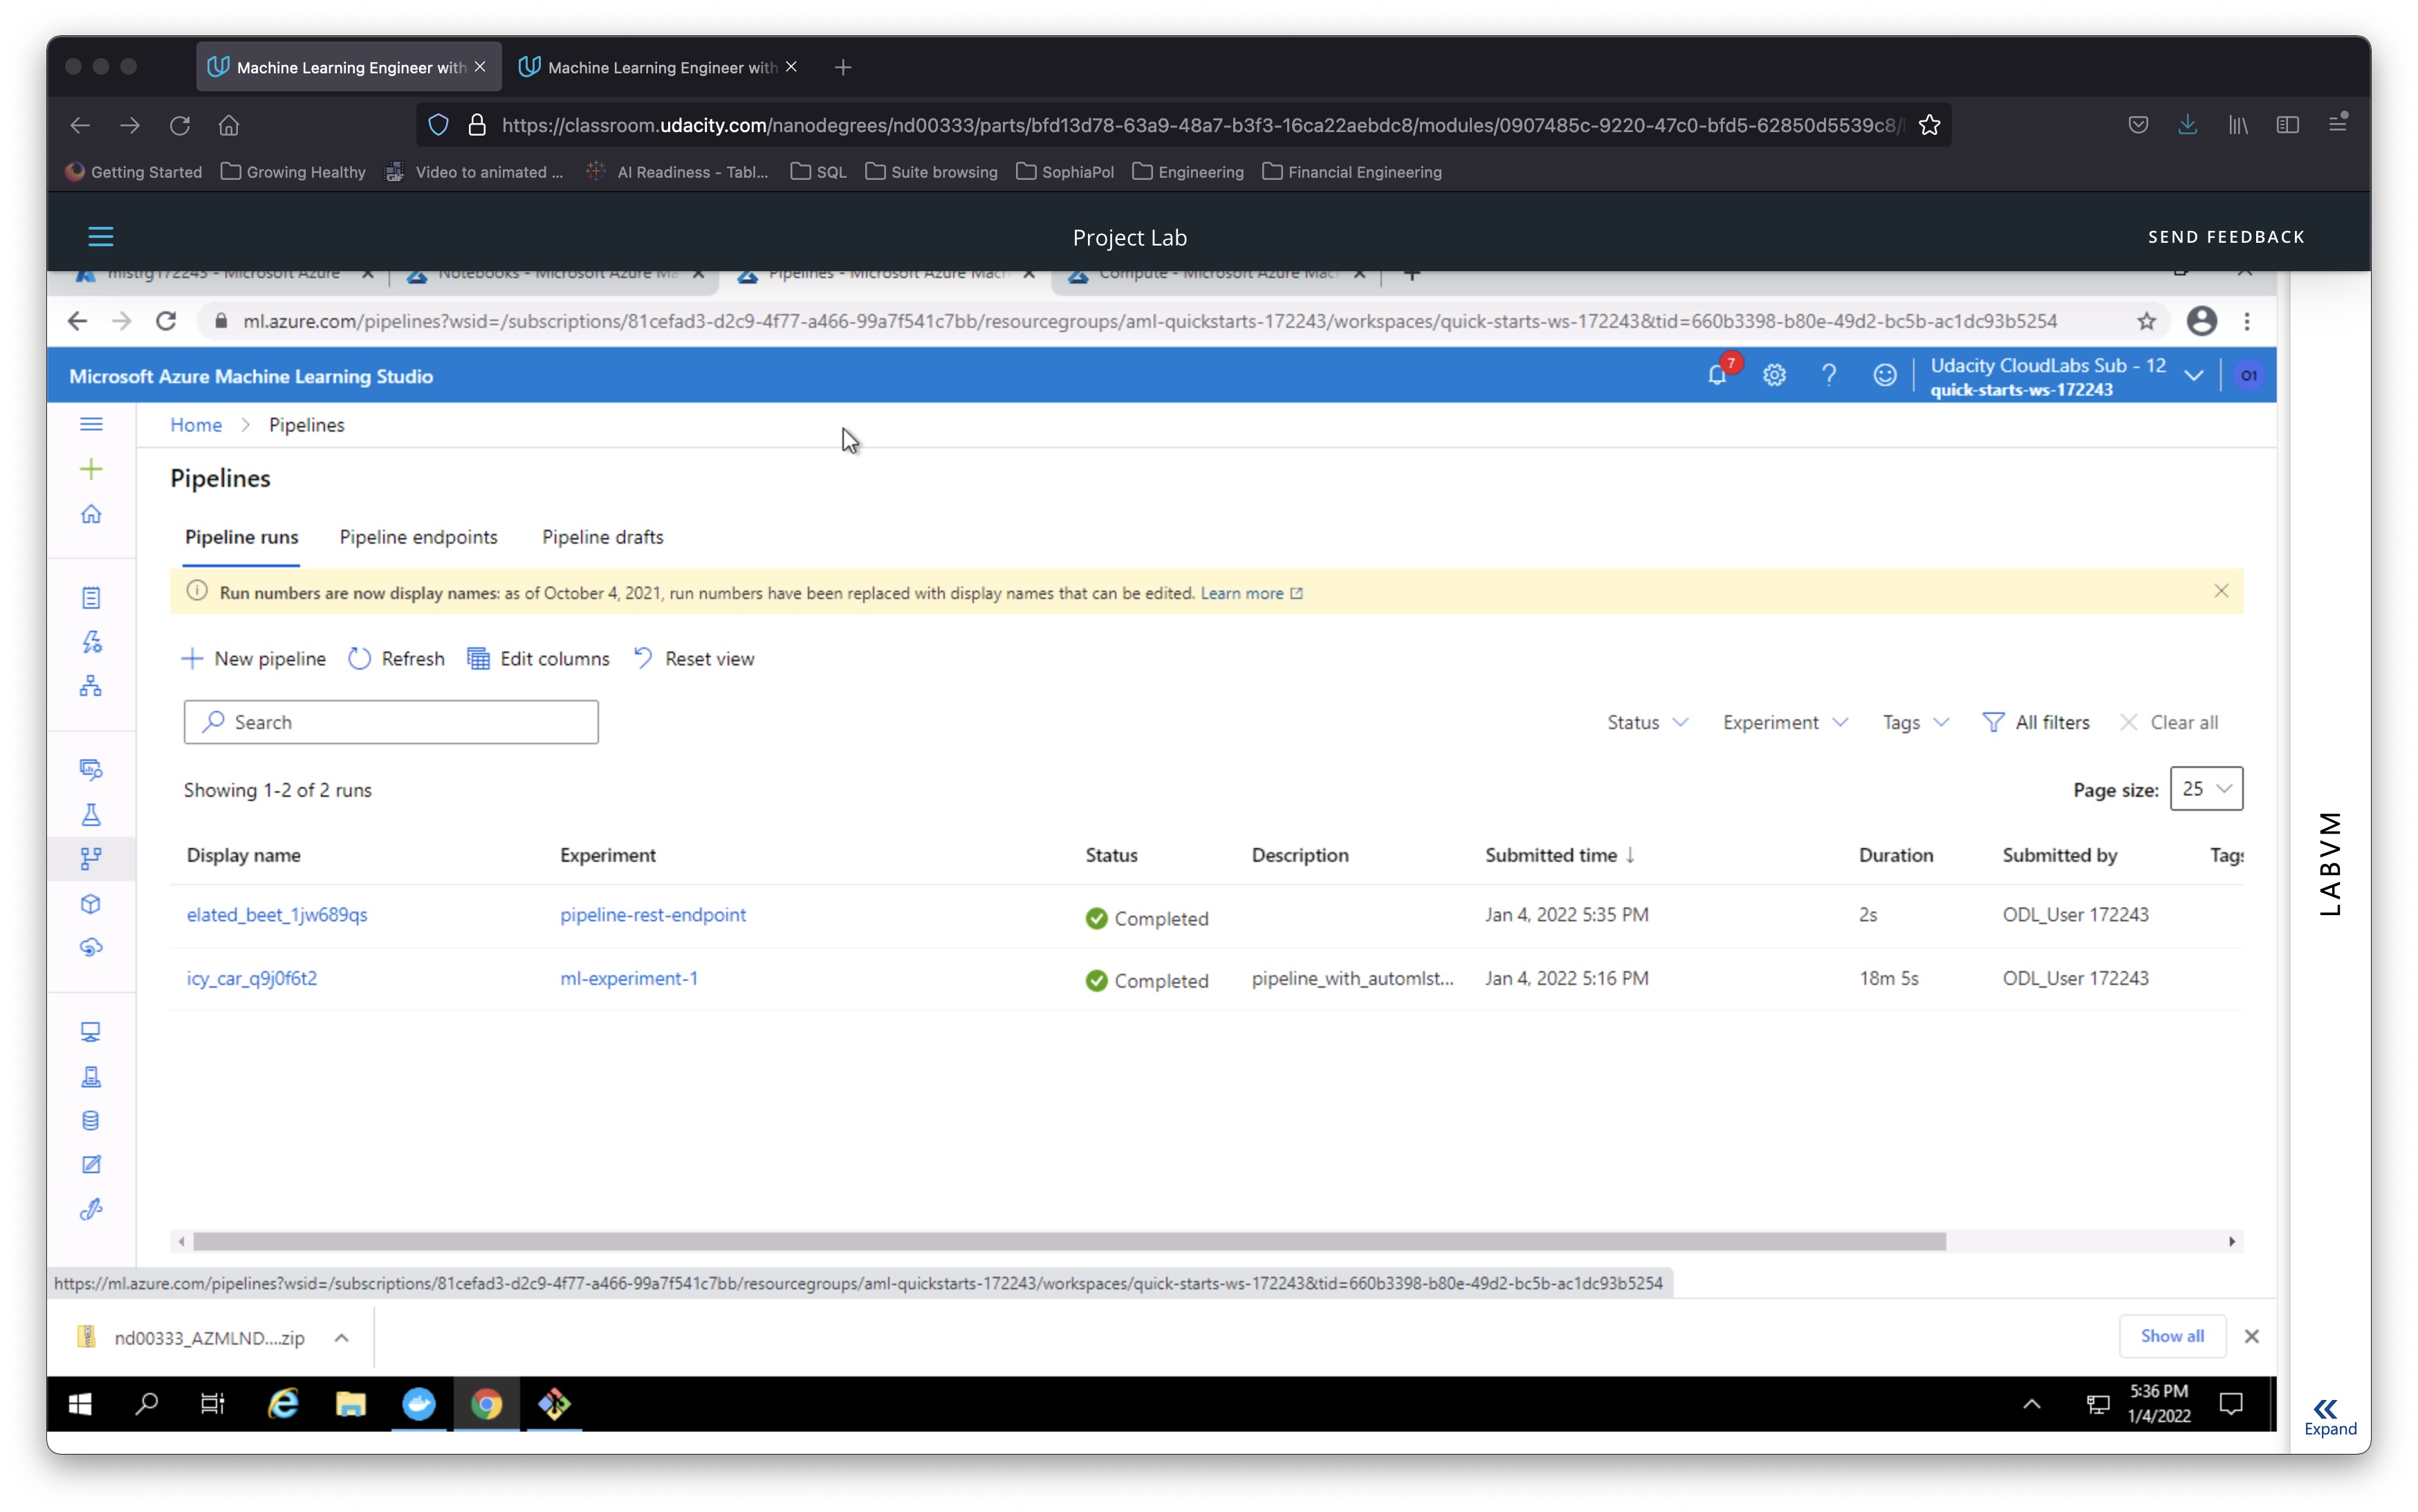 Machine Learning Engineer with
Machine Learning Engineer with
https://classroom.udacity.com/nanodegrees/nd00333/parts/bfd13d78-63a9-48a7-b3f3-16ca22aebdc8/modules/0907485c-9220-47c0-bfd5-62850d5539c8/
Getting Started
Growing Healthy
Video to animated ...
AI Readiness - Tabl...
SQL
Suite browsing
SophiaPol
Engineering
Financial Engineering
Project Lab
SEND FEEDBACK
mlstrg172243 - Microsoft Azure
Notebooks - Microsoft Azure Ma
Pipelines - Microsoft Azure Mach
Compute - Microsoft Azure Mach
ml.azure.com/pipelines?wsid=/subscriptions/81cefad3-d2c9-4f77-a466-99a7f541c7bb/resourcegroups/aml-quickstarts-172243/workspaces/quick-starts-ws-172243&tid=660b3398-b80e-49d2-bc5b-ac1dc93b5254
Microsoft Azure Machine Learning Studio
7
Udacity CloudLabs Sub - 12
quick-starts-ws-172243
O1
Home > Pipelines
Pipelines
Pipeline runs
Pipeline endpoints
Pipeline drafts
Run numbers are now display names: as of October 4, 2021, run numbers have been replaced with display names that can be edited. Learn more
New pipeline
Refresh
Edit columns
Reset view
Search
Status
Experiment
Tags
All filters
Clear all
Showing 1-2 of 2 runs
Page size: 25
Display name Experiment Status Description Submitted time ↓ Duration Submitted by Tags
elated_beet_1jw689qs pipeline-rest-endpoint Completed Jan 4, 2022 5:35 PM 2s ODL_User 172243
icy_car_q9j0f6t2 ml-experiment-1 Completed pipeline_with_automlst... Jan 4, 2022 5:16 PM 18m 5s ODL_User 172243
https://ml.azure.com/pipelines?wsid=/subscriptions/81cefad3-d2c9-4f77-a466-99a7f541c7bb/resourcegroups/aml-quickstarts-172243/workspaces/quick-starts-ws-172243&tid=660b3398-b80e-49d2-bc5b-ac1dc93b5254
nd00333_AZMLND....zip
Show all
5:36 PM
1/4/2022
LABVM
Expand